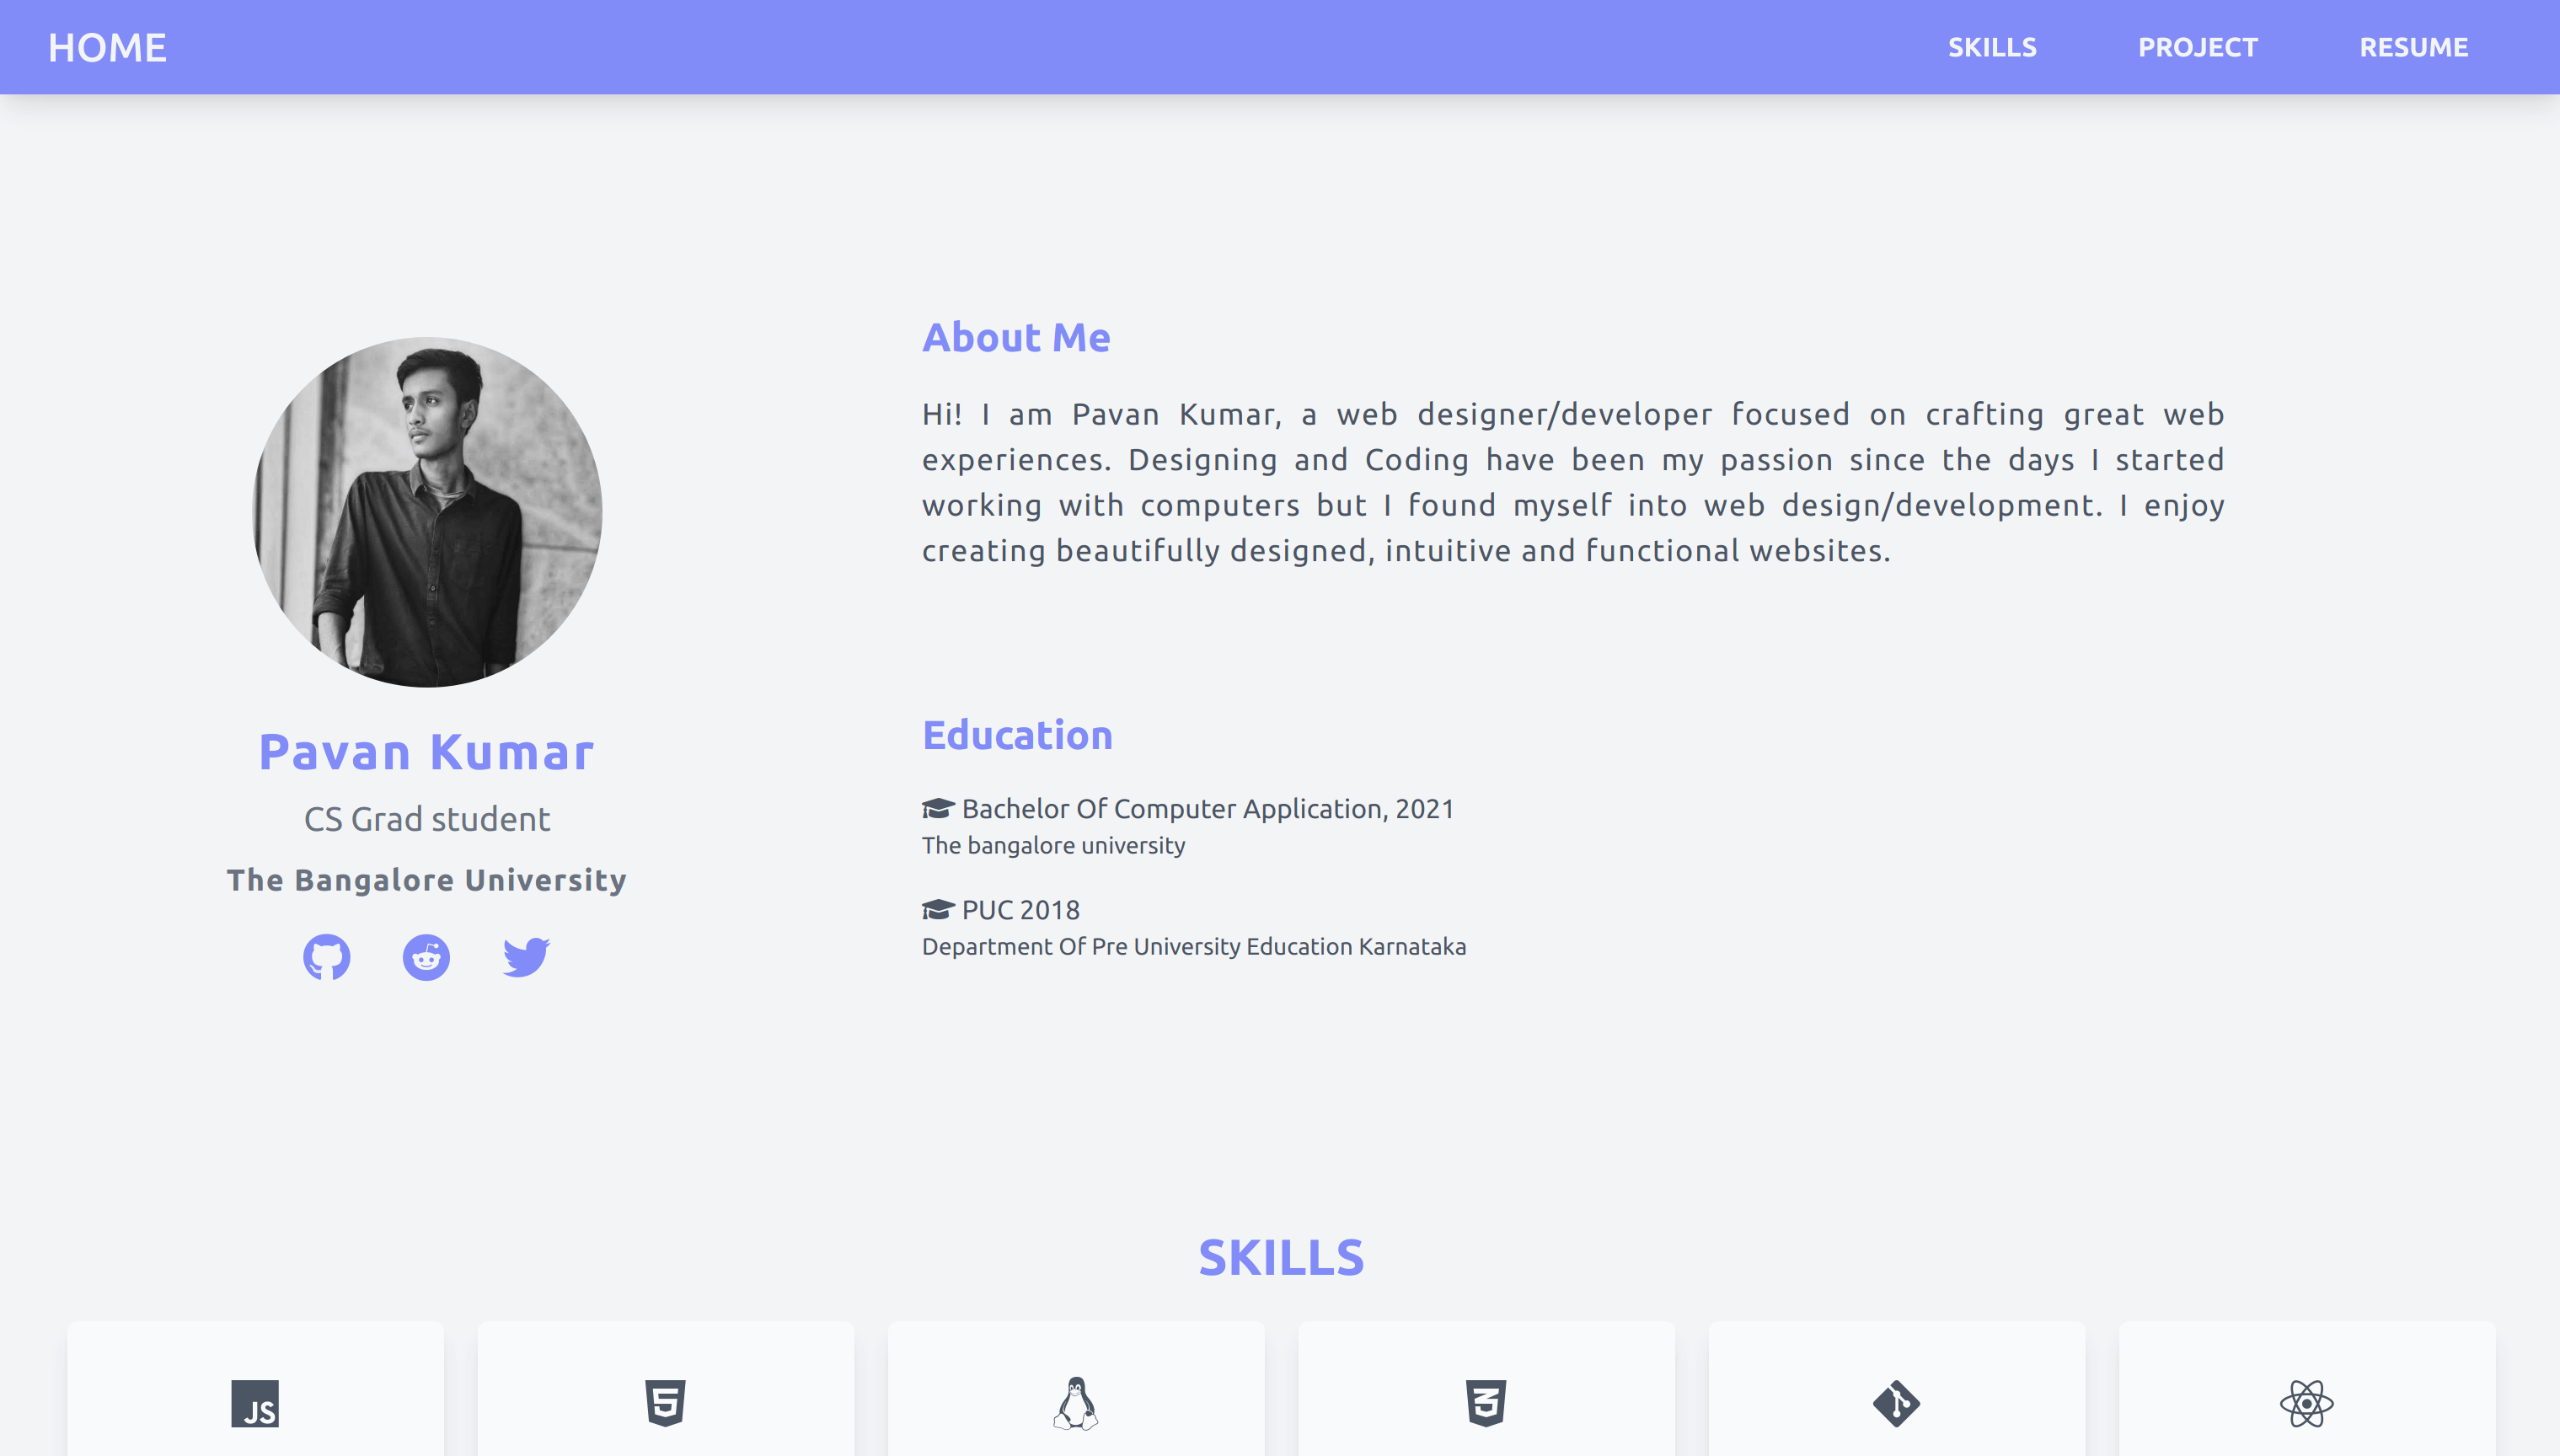 HOME
SKILLS
PROJECT
RESUME
Pavan Kumar
CS Grad student
The Bangalore University
About Me
Hi! I am Pavan Kumar, a web designer/developer focused on crafting great web
experiences. Designing and Coding have been my passion since the days I started
working with computers but I found myself into web design/development. I enjoy
creating beautifully designed, intuitive and functional websites.
Education
Bachelor Of Computer Application, 2021
The bangalore university
PUC 2018
Department Of Pre University Education Karnataka
SKILLS
JS
5
3